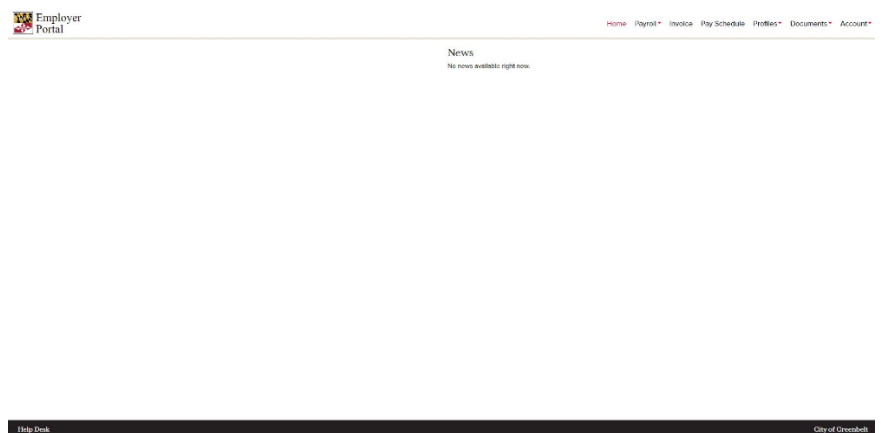 Employer
Portal
Home Payroll Invoice Pay Schedule Profiles Documents Account
News
No news available right now.
Help Desk
City of Greenbelt